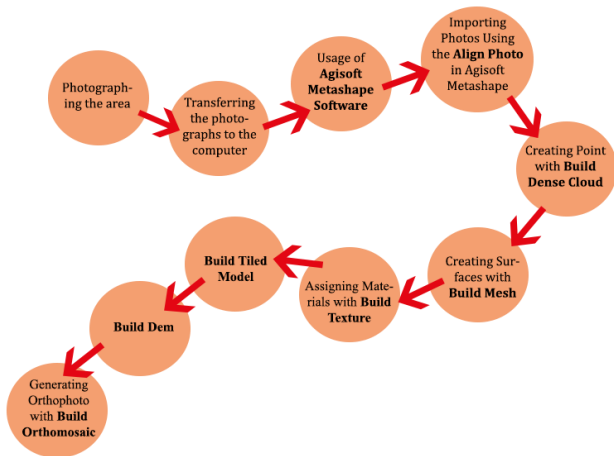 Photograph-
ing the area
Transferring
the photo-
graphs to the
computer
Usage of
Agisoft
Metashape
Software
Importing
Photos Using
the Align Photo
in Agisoft
Metashape
Creating Point
with Build
Dense Cloud
Creating Sur-
faces with
Build Mesh
Assigning Mate-
rials with Build
Texture
Build Tiled
Model
Build Dem
Generating
Orthophoto
with Build
Orthomosaic